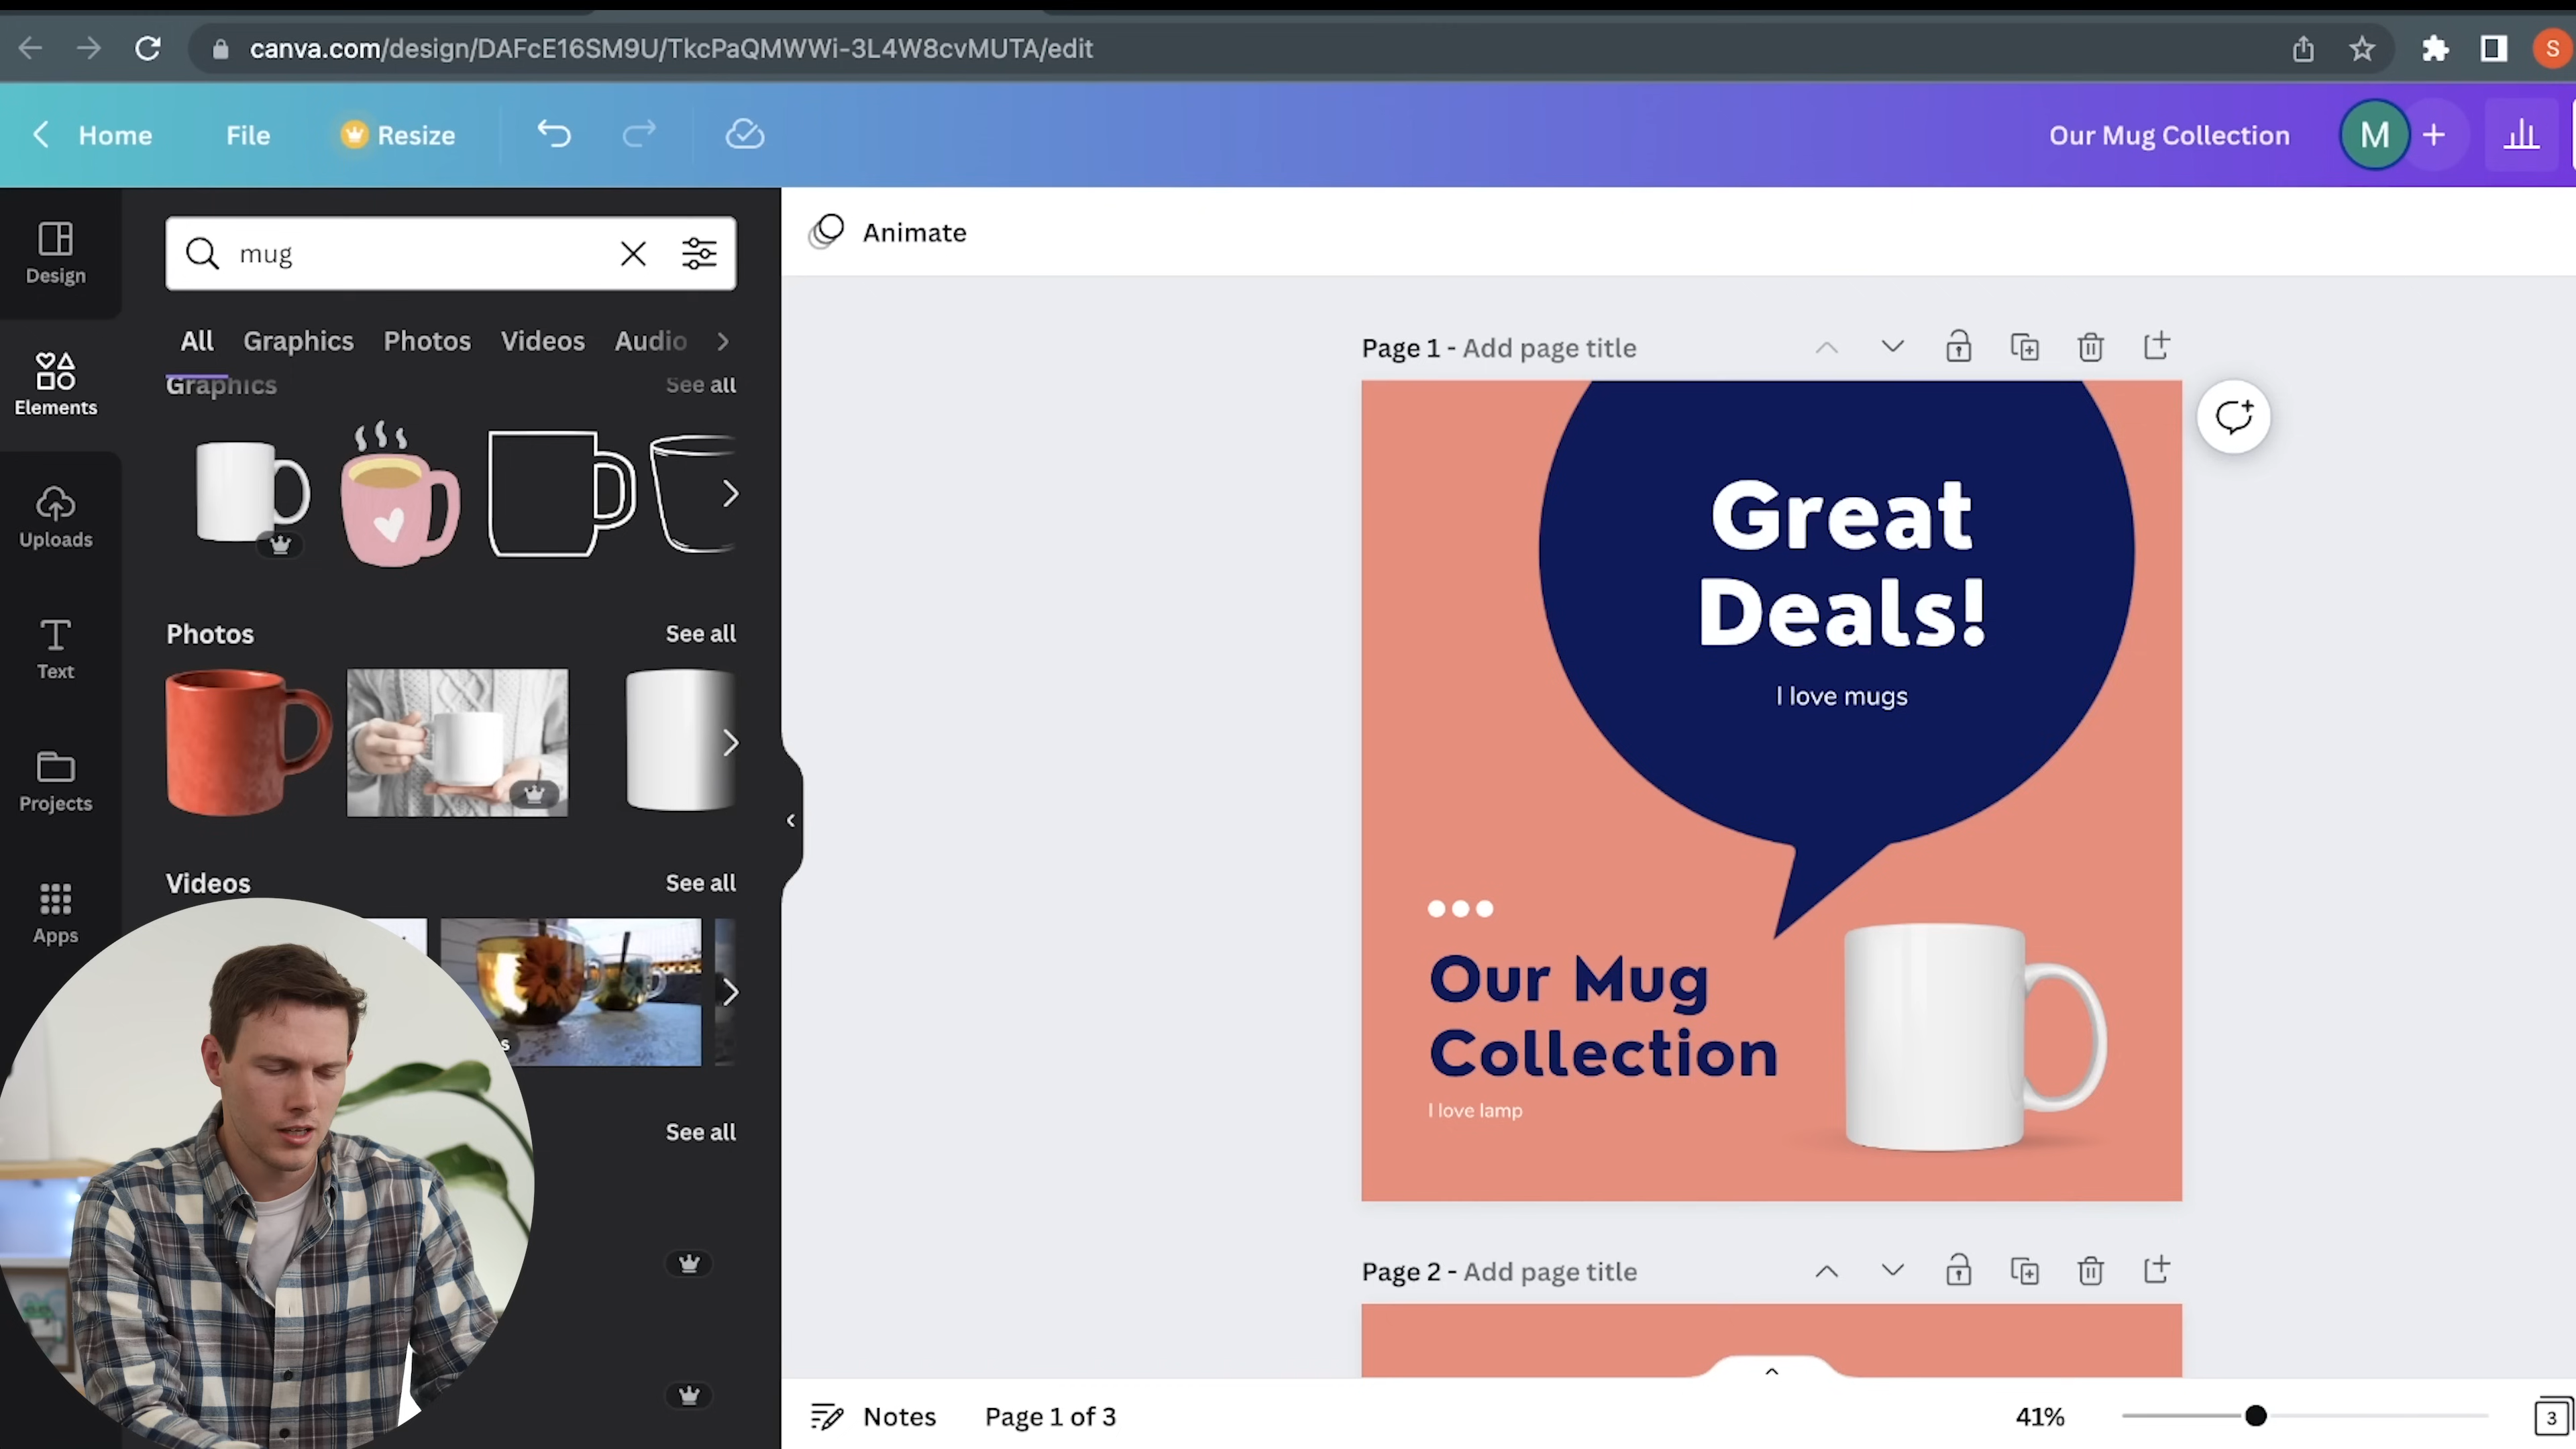 canva.com/design/DAFcE16SM9U/TkcPaQMWWi-3L4W8cvMUTA/edit
S
Home
File
Resize
Our Mug Collection
M
Design
Elements
Uploads
Text
Projects
Apps
mug
All
Graphics
Photos
Videos
Audio
Graphics
See all
Photos
See all
Videos
See all
s
See all
Animate
Page 1 - Add page title
Great
Deals!
I love mugs
Our Mug
Collection
I love lamp
Page 2 - Add page title
Notes
Page 1 of 3
41%
3